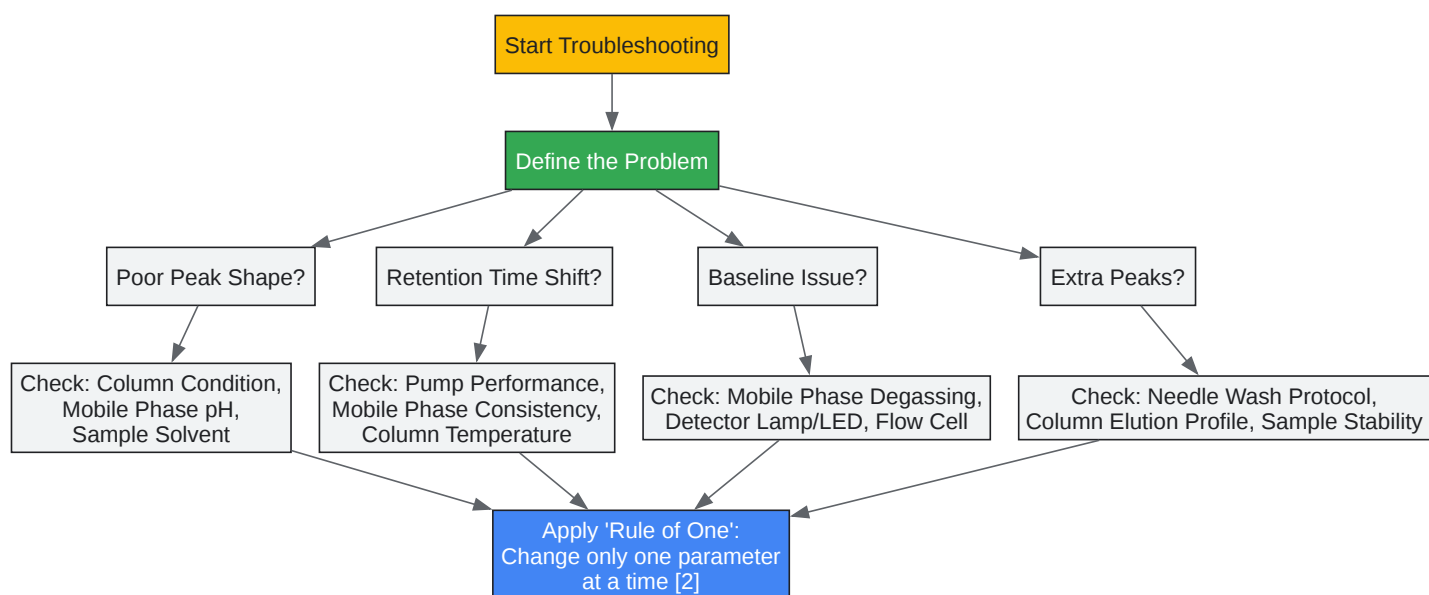 Start Troubleshooting
Define the Problem
Poor Peak Shape?
Retention Time Shift?
Baseline Issue?
Extra Peaks?
Check: Column Condition,
Mobile Phase pH,
Sample Solvent
Check: Pump Performance,
Mobile Phase Consistency,
Column Temperature
Check: Mobile Phase Degassing,
Detector Lamp/LED, Flow Cell
Check: Needle Wash Protocol,
Column Elution Profile, Sample Stability
Apply 'Rule of One':
Change only one parameter
at a time [2]